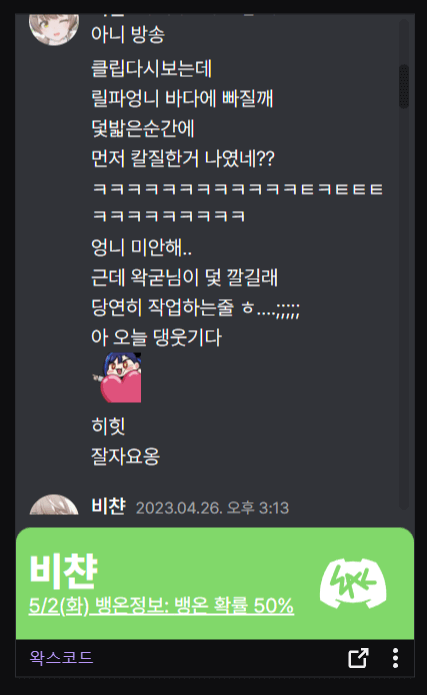 아니 방송
클립다시보는데
릴파엉니 바다에 빠질깨
덫밟은순간에
먼저 칼질한거 나였네??
ㅋㅋㅋㅋㅋㅋㅋㅋㅋㅋㅋㅋㅌㅋㅌㅌㅌ
ㅋㅋㅋㅋㅋㅋㅋㅋㅋ
엉니 미안해..
근데 왁굳님이 덫 깔길래
당연히 작업하는줄 ㅎ....;;;;;
아 오늘 댕웃기다
히힛
잘자요옹
비챤 2023.04.26. 오후 3:13
비챤
5/2(화) 뱅온정보: 뱅온 확률 50%
왁스코드